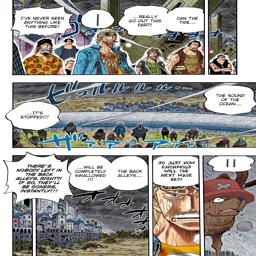 I'VE NEVER SEEN
ANYTHING LIKE
THIS BEFORE!
!
...REALLY
GO OUT THIS
FAR?!
CAN THE
TIDE...
...IT'S
STOPPED!!!
THE SOUND
OF THE
OCEAN...
THERE'S
NOBODY LEFT
IN THE BACK
ALLEYS, RIGHT?!
IF SO, THEY'LL
BE GONERS,
INSTANTLY!!!
...WILL BE
COMPLETELY
SWALLOWED
!!!
THE BACK
ALLEYS...
SO JUST HOW
ENORMOUS
WILL THE
NEXT WAVE
BE?!
!!